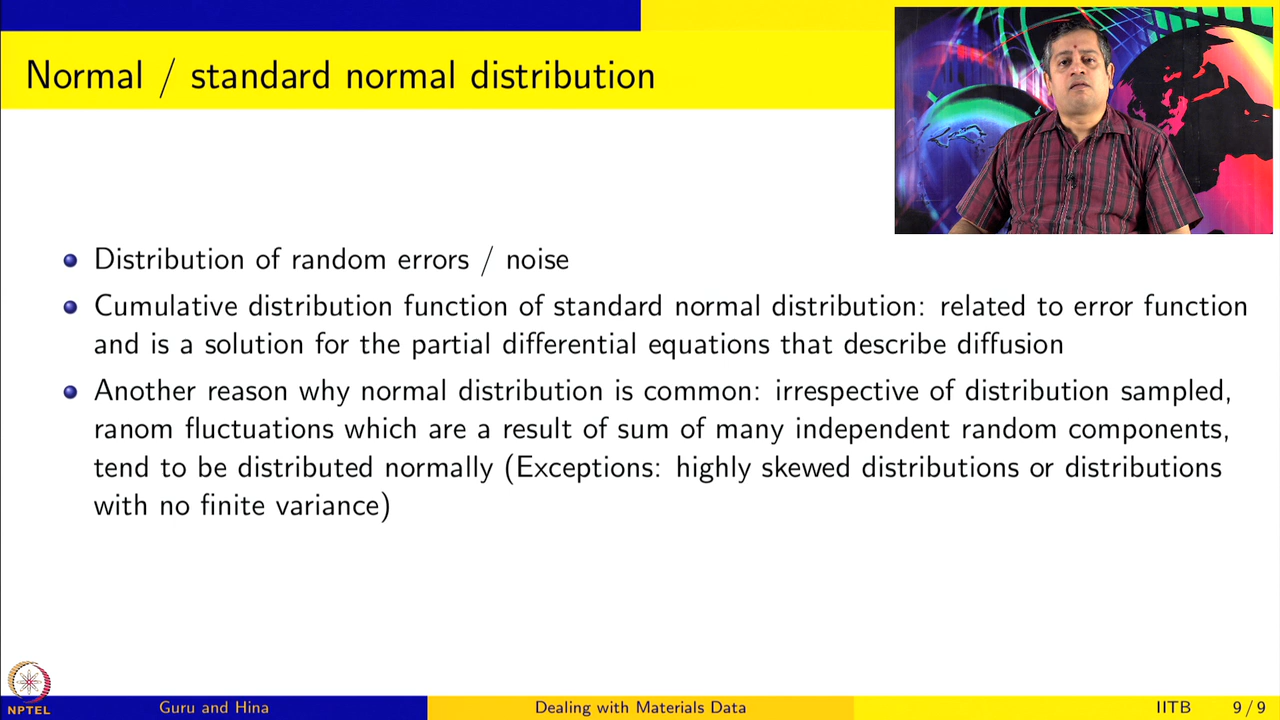 Normal / standard normal distribution
Distribution of random errors / noise
Cumulative distribution function of standard normal distribution: related to error function
and is a solution for the partial differential equations that describe diffusion
Another reason why normal distribution is common: irrespective of distribution sampled,
ranom fluctuations which are a result of sum of many independent random components,
tend to be distributed normally (Exceptions: highly skewed distributions or distributions
with no finite variance)
NPTEL
Guru and Hina Dealing with Materials Data IITB 9 / 9